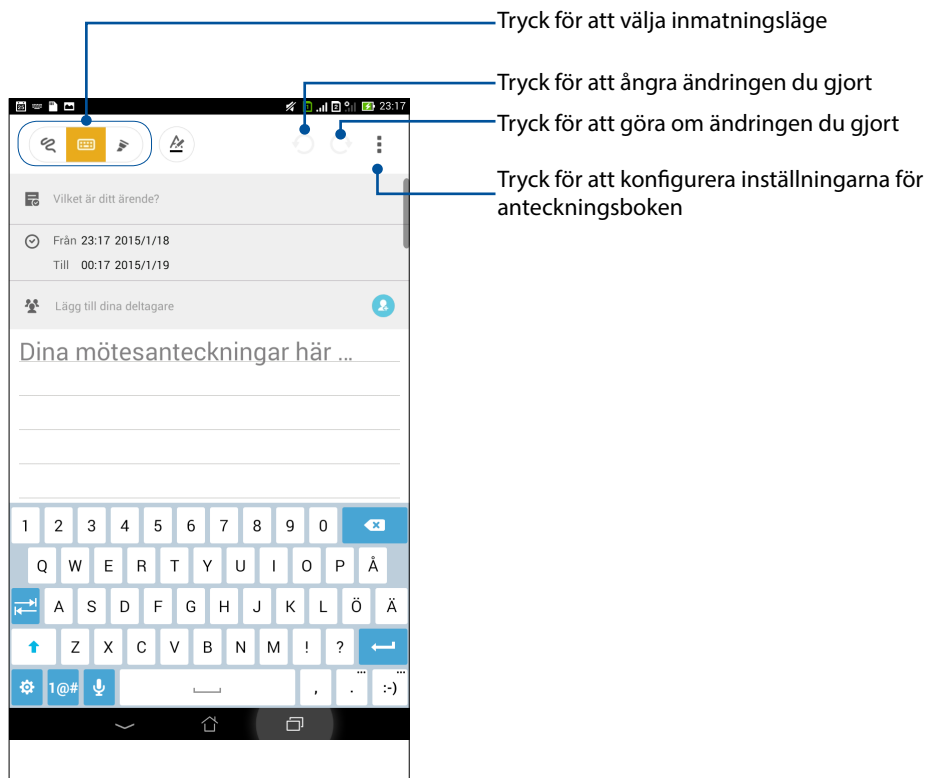 Tryck för att välja inmatningsläge
Tryck för att ångra ändringen du gjort
23:17
Tryck för att göra om ändringen du gjort
Tryck för att konfigurera inställningarna för
anteckningsboken
Vilket är ditt ärende?
Från 23:17 2015/1/18
Till 00:17 2015/1/19
Lägg till dina deltagare
Dina mötesanteckningar här ...
1 2 3 4 5 6 7 8 9 0
Q W E R T Y U I O P Å
A S D F G H J K L Ö Ä
Z X C V B N M ! ?
1@# , . :-)